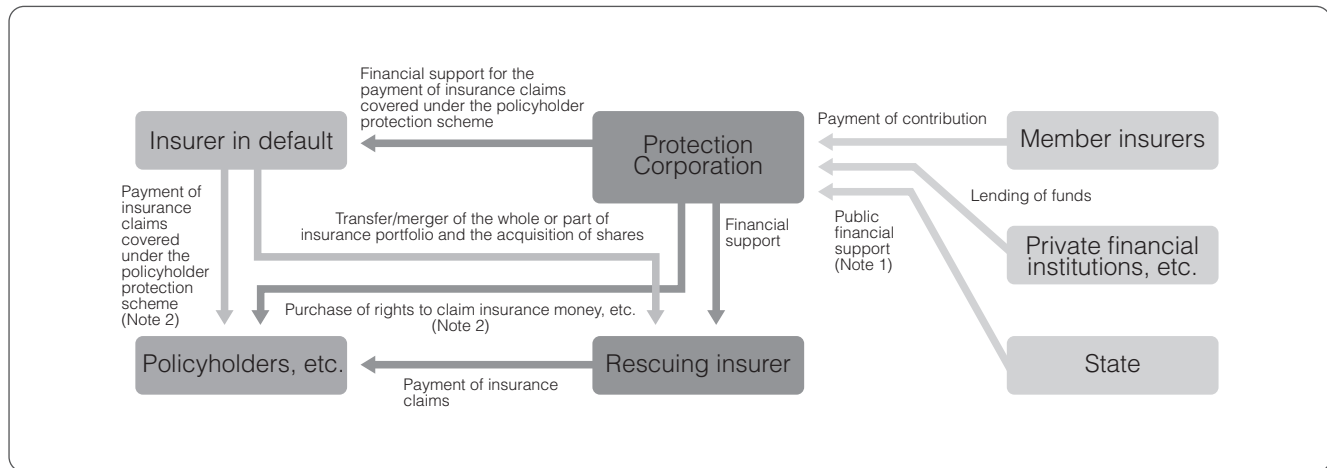 Financial support for the
payment of insurance claims
covered under the policyholder
protection scheme
Insurer in default
Protection
Corporation
Payment of contribution
Member insurers
Payment of
insurance
claims
covered
under the
policyholder
protection
scheme
(Note 2)
Transfer/merger of the whole or part of
insurance portfolio and the acquisition of shares
Financial
support
Public
financial
support
(Note 1)
Lending of funds
Private financial
institutions, etc.
Purchase of rights to claim insurance money, etc.
(Note 2)
Policyholders, etc.
Payment of insurance
claims
Rescuing insurer
State